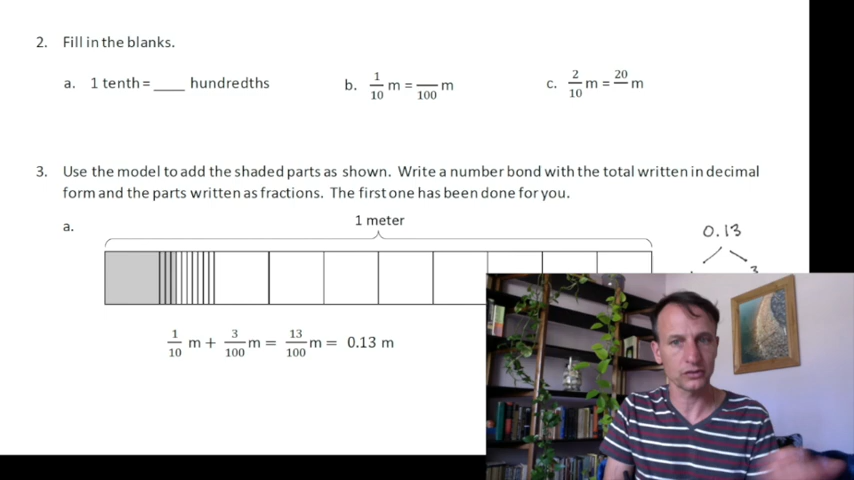 2. Fill in the blanks.
a. 1 tenth = ____ hundredths b. 1/10 m = __/100 m c. 2/10 m = 20/__ m
3. Use the model to add the shaded parts as shown. Write a number bond with the total written in decimal
form and the parts written as fractions. The first one has been done for you.
a.
1 meter
0.13
3
1/10 m + 3/100 m = 13/100 m = 0.13 m